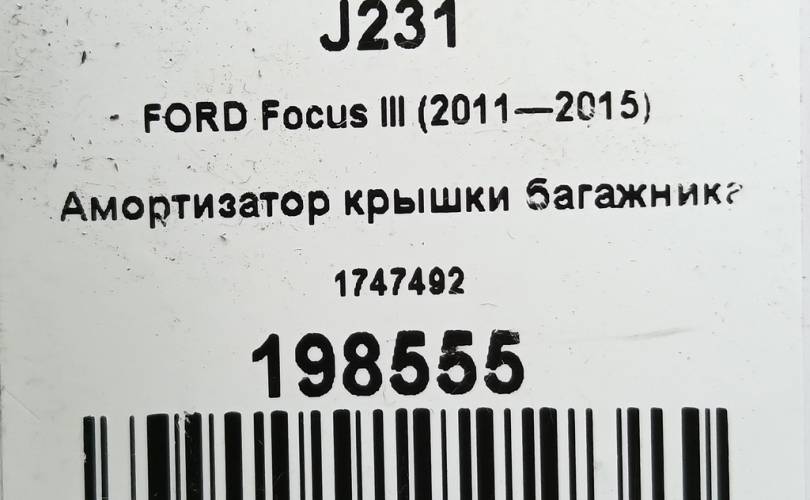 J231
FORD Focus III (2011—2015)
Амортизатор крышки багажника
1747492
198555